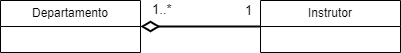 Departamento
1..*
1
Instrutor